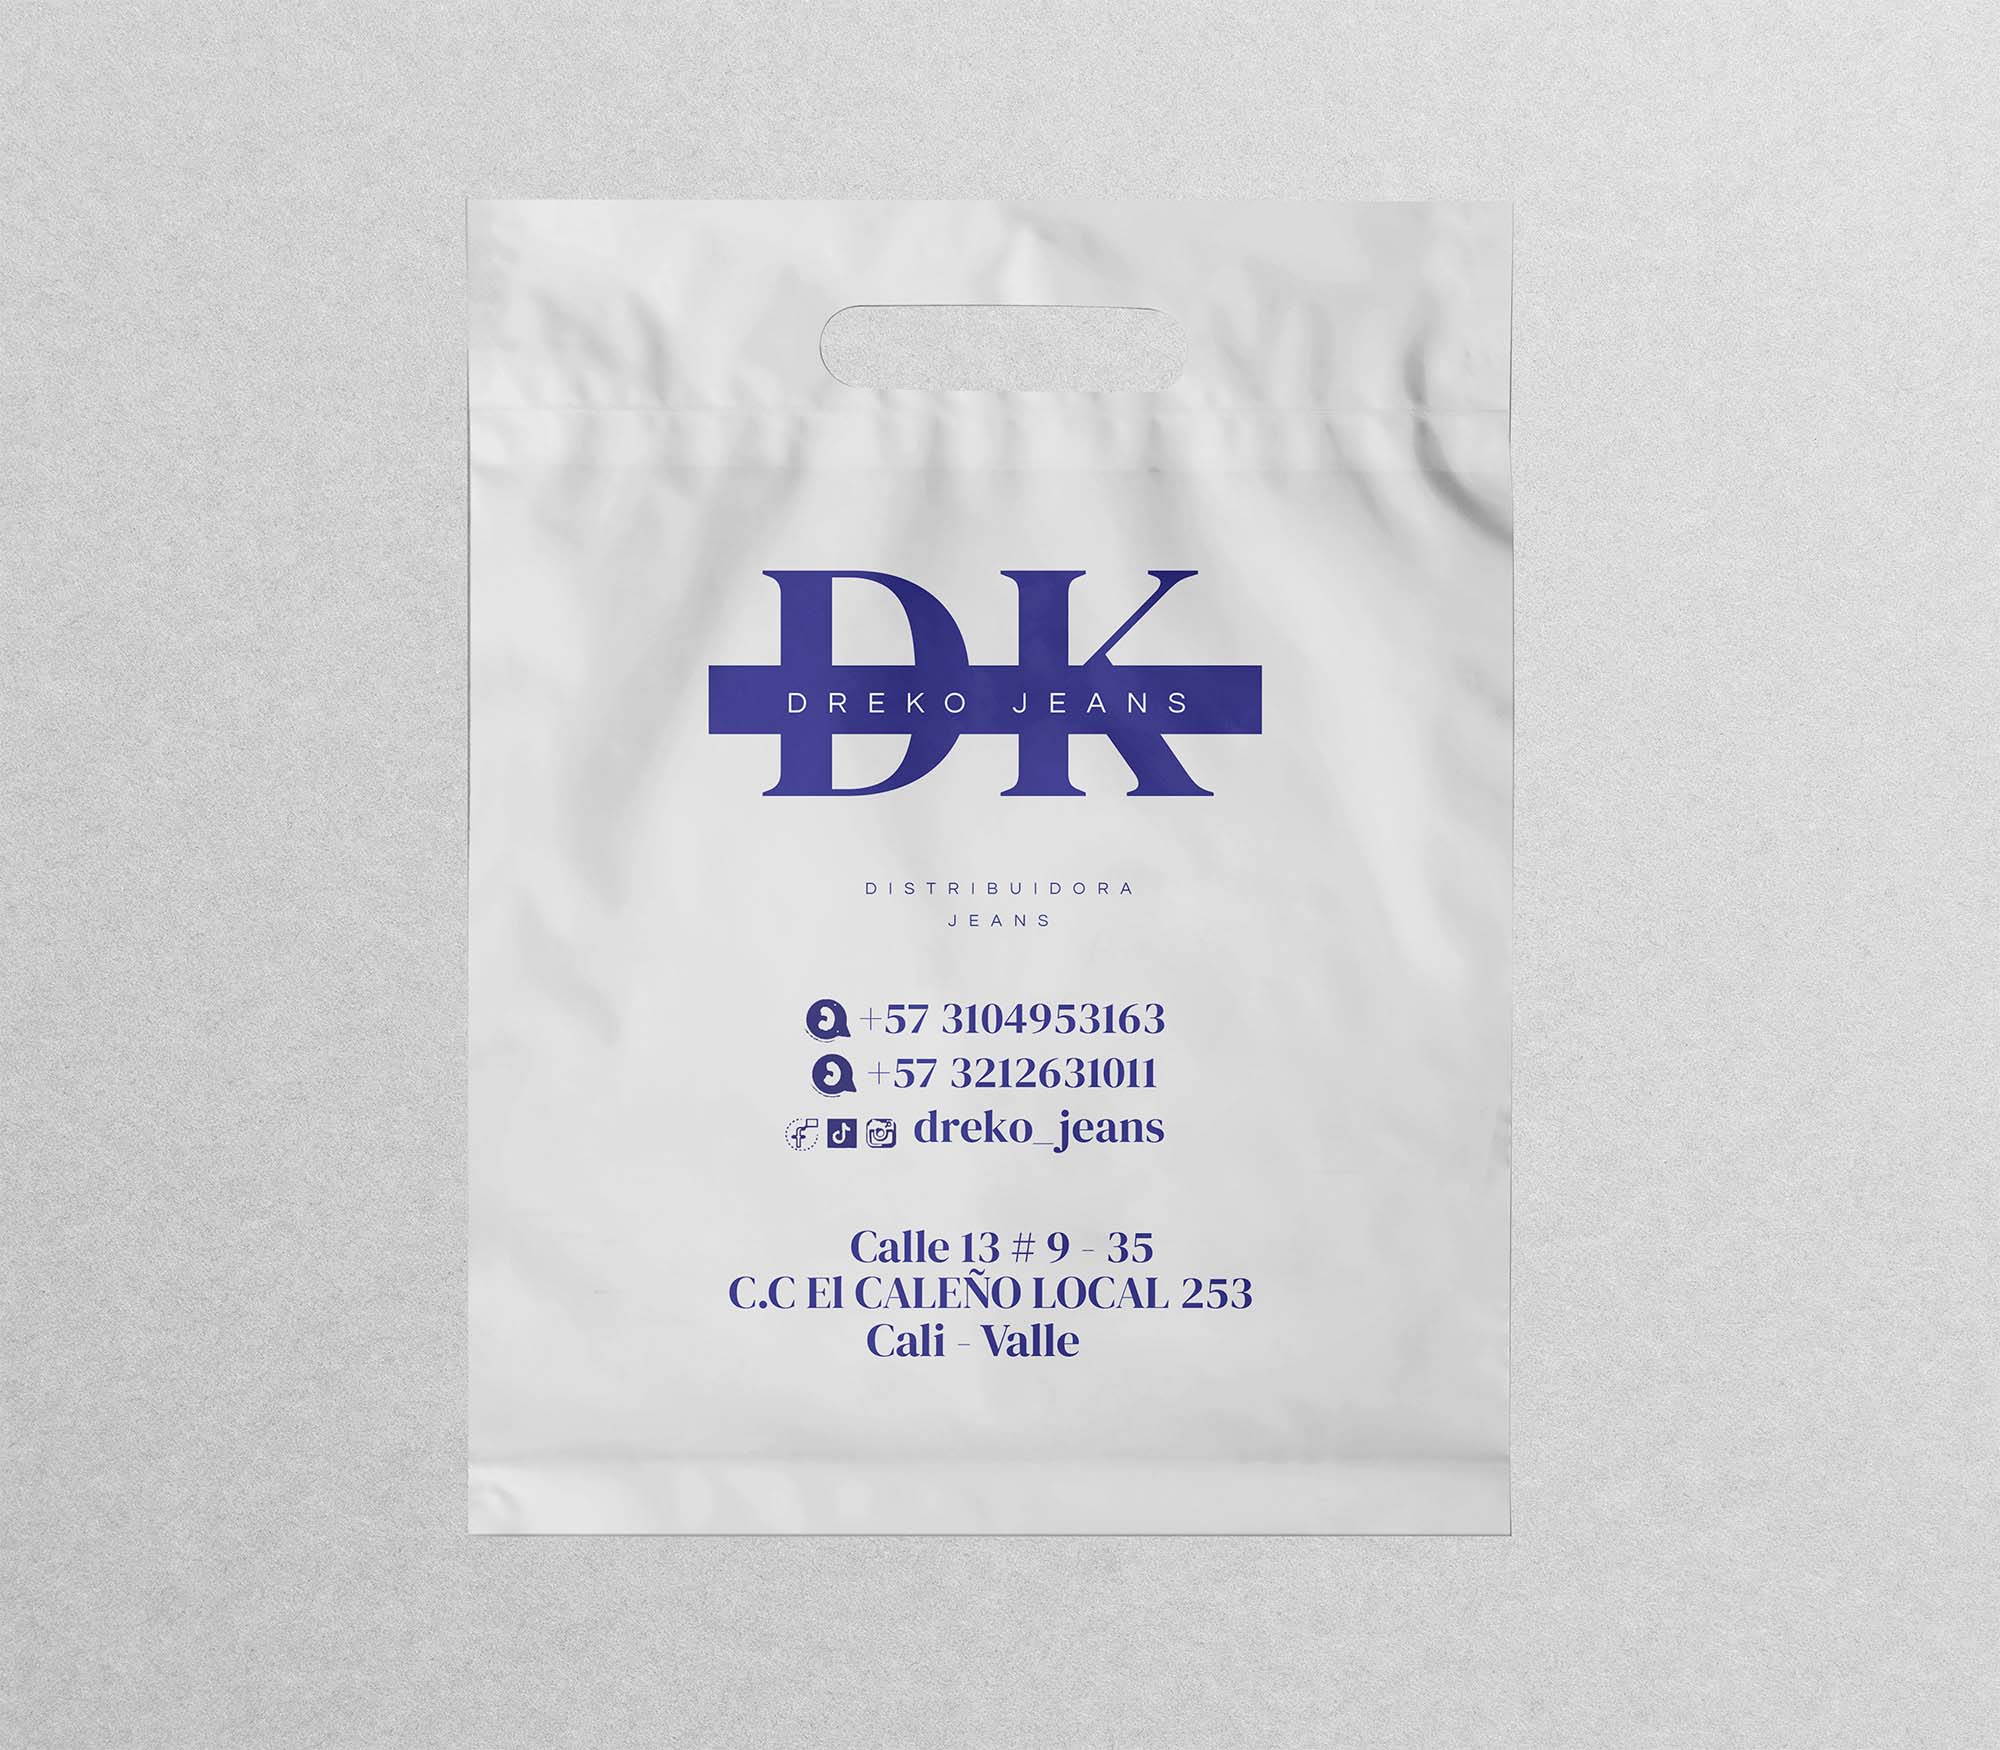 DK
DREKO JEANS
DISTRIBUIDORA
JEANS
+57 3104953163
+57 3212631011
dreko_jeans
Calle 13 # 9 - 35
C.C El CALEÑO LOCAL 253
Cali - Valle